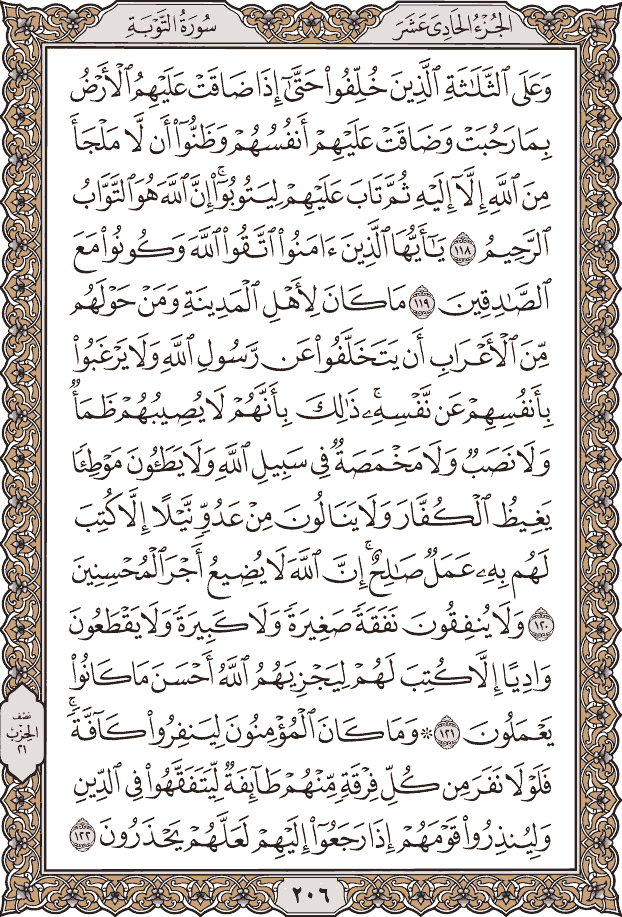 الجُزْءُ الحَادِي عَشَرَ
سُورَةُ التَّوْبَةِ
وَعَلَى ٱلثَّلَٰثَةِ ٱلَّذِينَ خُلِّفُوا۟ حَتَّىٰٓ إِذَا ضَاقَتْ عَلَيْهِمُ ٱلْأَرْضُ
بِمَا رَحُبَتْ وَضَاقَتْ عَلَيْهِمْ أَنفُسُهُمْ وَظَنُّوٓا۟ أَن لَّا مَلْجَأَ
مِنَ ٱللَّهِ إِلَّآ إِلَيْهِ ثُمَّ تَابَ عَلَيْهِمْ لِيَتُوبُوٓا۟ۚ إِنَّ ٱللَّهَ هُوَ ٱلتَّوَّابُ
ٱلرَّحِيمُ ١١٨ يَٰٓأَيُّهَا ٱلَّذِينَ ءَامَنُوا۟ ٱتَّقُوا۟ ٱللَّهَ وَكُونُوا۟ مَعَ
ٱلصَّٰدِقِينَ ١١٩ مَا كَانَ لِأَهْلِ ٱلْمَدِينَةِ وَمَنْ حَوْلَهُم
مِّنَ ٱلْأَعْرَابِ أَن يَتَخَلَّفُوا۟ عَن رَّسُولِ ٱللَّهِ وَلَا يَرْغَبُوا۟
بِأَنفُسِهِمْ عَن نَّفْسِهِۦۚ ذَٰلِكَ بِأَنَّهُمْ لَا يُصِيبُهُمْ ظَمَأٌ
وَلَا نَصَبٌ وَلَا مَخْمَصَةٌ فِى سَبِيلِ ٱللَّهِ وَلَا يَطَـُٔونَ مَوْطِئًا
يَغِيظُ ٱلْكُفَّارَ وَلَا يَنَالُونَ مِنْ عَدُوٍّ نَّيْلًا إِلَّا كُتِبَ
لَهُم بِهِۦ عَمَلٌ صَٰلِحٌۚ إِنَّ ٱللَّهَ لَا يُضِيعُ أَجْرَ ٱلْمُحْسِنِينَ
١٢٠ وَلَا يُنفِقُونَ نَفَقَةً صَغِيرَةً وَلَا كَبِيرَةً وَلَا يَقْطَعُونَ
وَادِيًا إِلَّا كُتِبَ لَهُمْ لِيَجْزِيَهُمُ ٱللَّهُ أَحْسَنَ مَا كَانُوا۟
يَعْمَلُونَ ١٢١ ۞ وَمَا كَانَ ٱلْمُؤْمِنُونَ لِيَنفِرُوا۟ كَآفَّةًۚ
فَلَوْلَا نَفَرَ مِن كُلِّ فِرْقَةٍ مِّنْهُمْ طَآئِفَةٌ لِّيَتَفَقَّهُوا۟ فِى ٱلدِّينِ
وَلِيُنذِرُوا۟ قَوْمَهُمْ إِذَا رَجَعُوٓا۟ إِلَيْهِمْ لَعَلَّهُمْ يَحْذَرُونَ ١٢٢
نصف
الحزب
٢١
٢٠٦